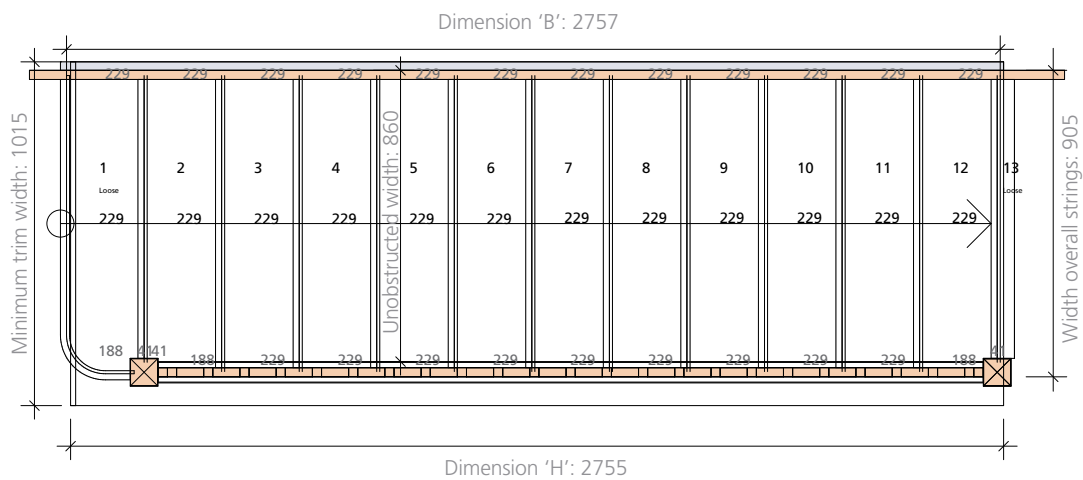 Dimension ‘B’: 2757
229 229 229 229 229 229 229 229 229 229 229 229
Minimum trim width: 1015
Unobstructed width: 860
Width overall strings: 905
1 2 3 4 5 6 7 8 9 10 11 12 13
Loose Loose
229 229 229 229 229 229 229 229 229 229 229 229
188 41 41 188 229 229 229 229 229 229 229 229 229 188 41
Dimension ‘H’: 2755